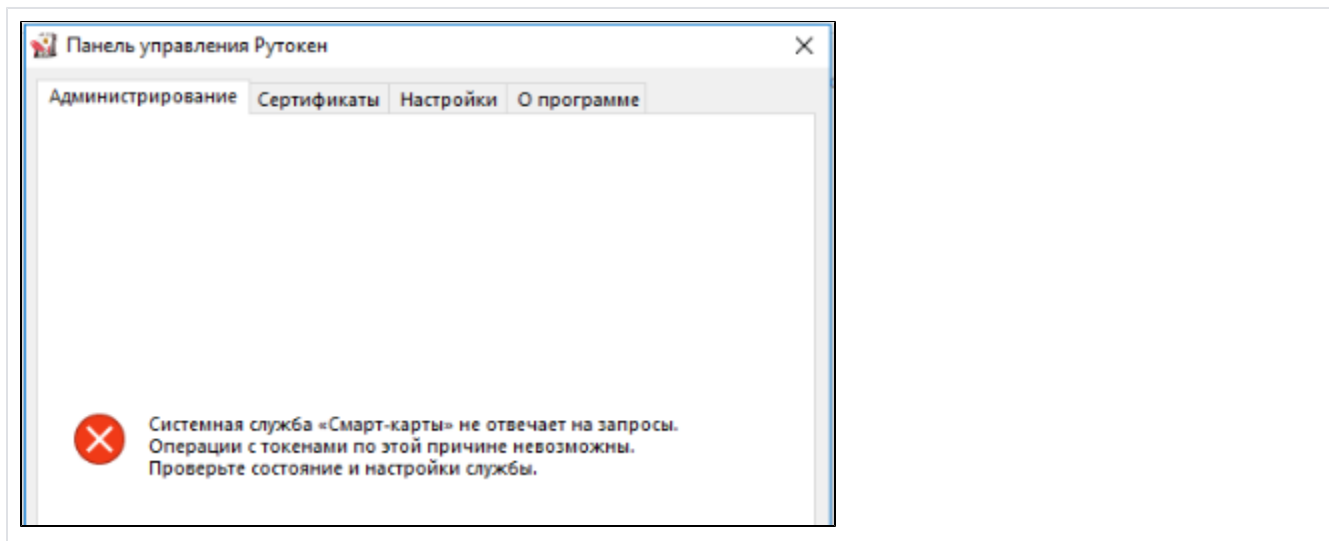 Панель управления Рутокен
Администрирование Сертификаты Настройки О программе
Системная служба «Смарт-карты» не отвечает на запросы.
Операции с токенами по этой причине невозможны.
Проверьте состояние и настройки службы.